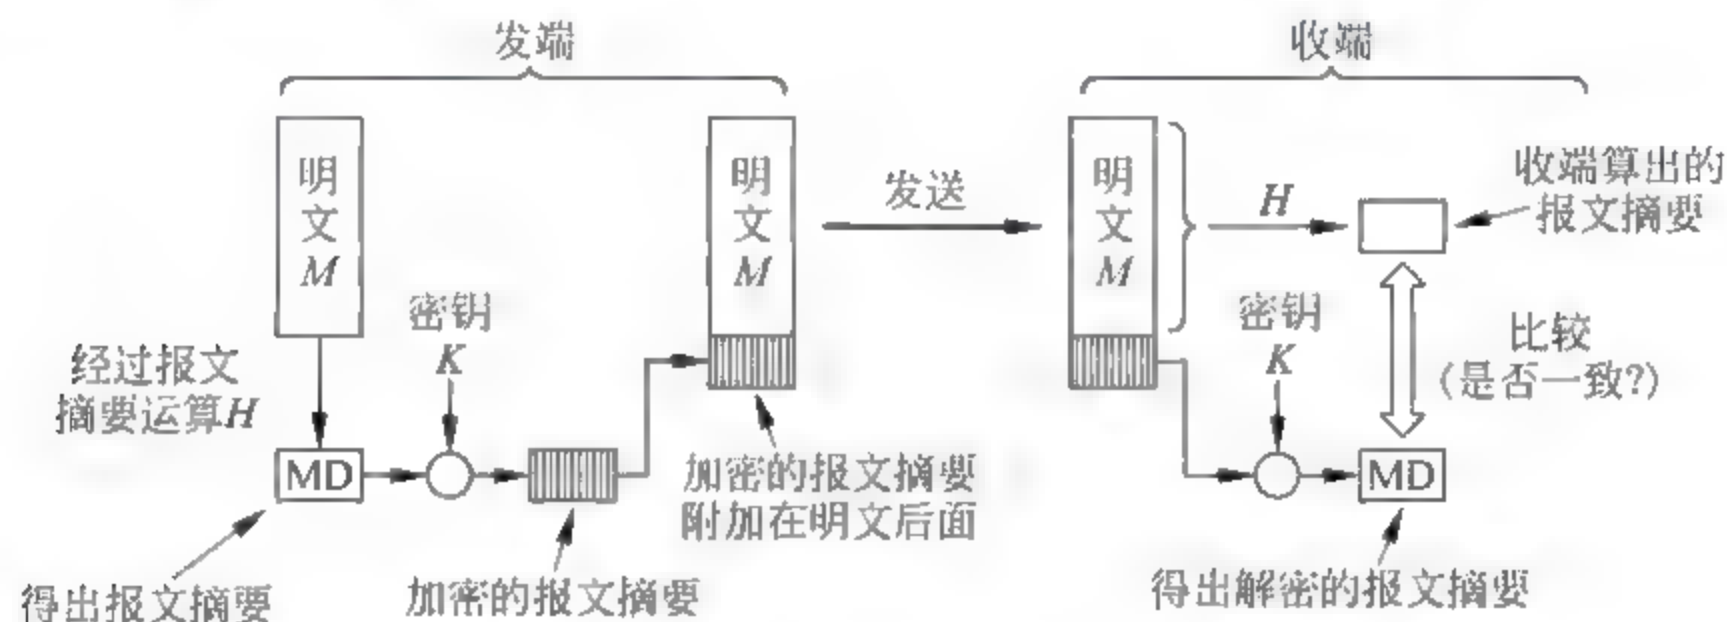 发端
收端
明
文
M
明
文
M
发送
明
文
M
H
收端算出的
报文摘要
经过报文
摘要运算H
密钥
K
密钥
K
比较
(是否一致?)
MD
MD
加密的报文摘要
附加在明文后面
得出报文摘要
加密的报文摘要
得出解密的报文摘要